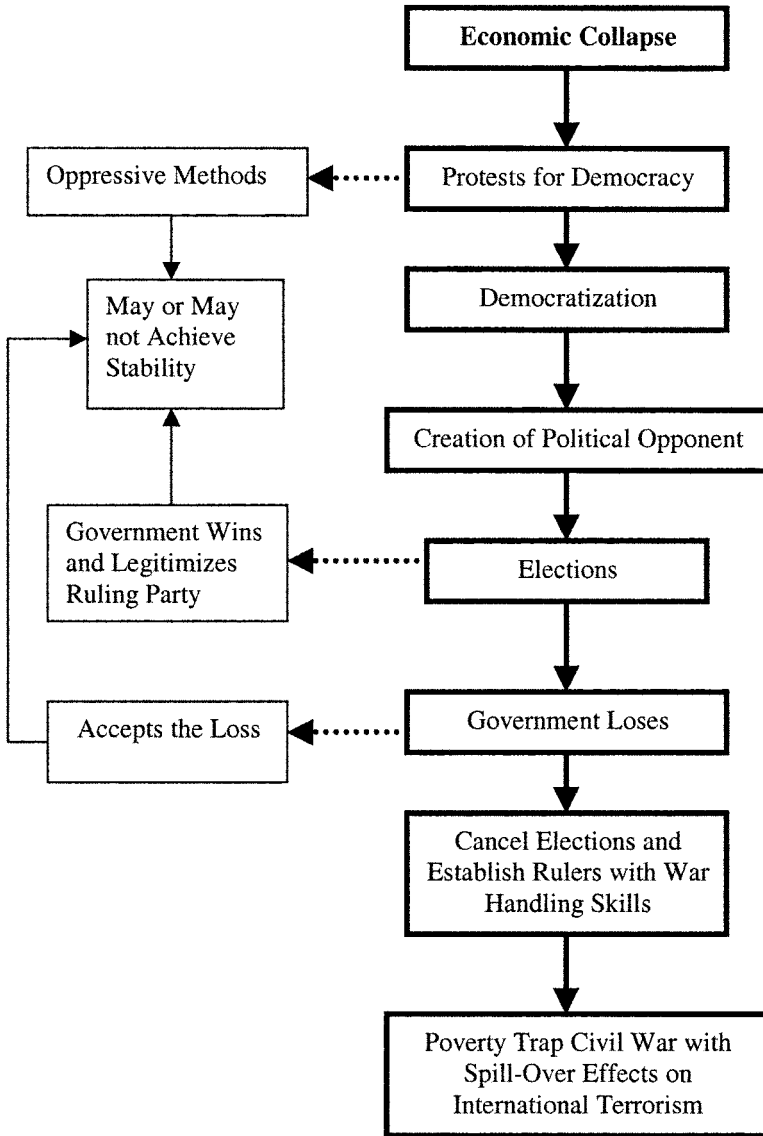 Economic Collapse
Oppressive Methods
Protests for Democracy
May or May
not Achieve
Stability
Democratization
Creation of Political Opponent
Government Wins
and Legitimizes
Ruling Party
Elections
Accepts the Loss
Government Loses
Cancel Elections and
Establish Rulers with War
Handling Skills
Poverty Trap Civil War with
Spill-Over Effects on
International Terrorism